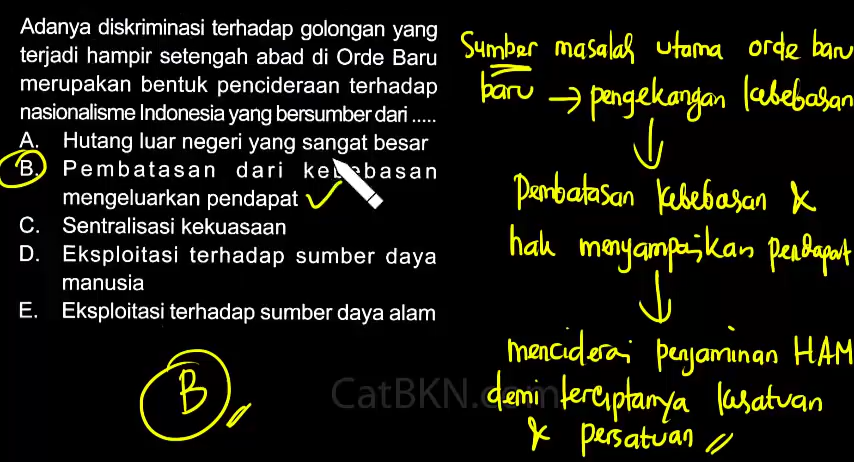 Adanya diskriminasi terhadap golongan yang
terjadi hampir setengah abad di Orde Baru
merupakan bentuk pencideraan terhadap
nasionalisme Indonesia yang bersumber dari .....
A. Hutang luar negeri yang sangat besar
B. Pembatasan dari kebebasan
mengeluarkan pendapat
C. Sentralisasi kekuasaan
D. Eksploitasi terhadap sumber daya
manusia
E. Eksploitasi terhadap sumber daya alam
B
Sumber masalah utama orde baru
baru → pengekangan kebebasan
↓
Pembatasan kebebasan &
hak menyampaikan pendapat
↓
menciderai penjaminan HAM
demi terciptanya kesatuan
& persatuan //
CatBKN.com